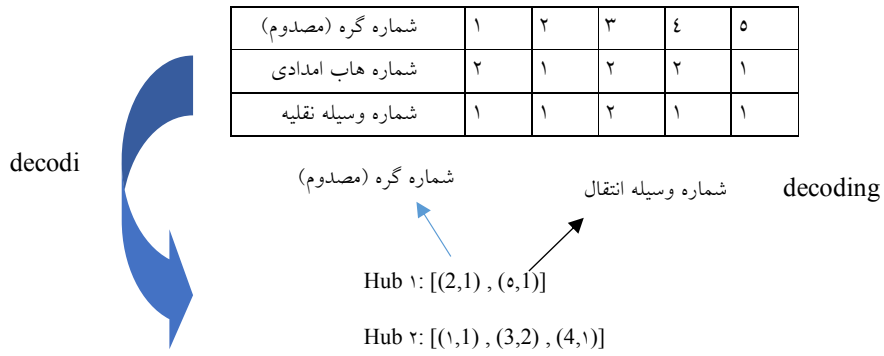 شماره گره (مصدوم) ۱ ۲ ۳ ٤ ٥
شماره هاب امدادی ۲ ۱ ۲ ۲ ۱
شماره وسیله نقلیه ۱ ۱ ۲ ۱ ۱
decodi
شماره گره (مصدوم)
شماره وسیله انتقال
decoding
Hub ۱: [(2,1) , (٥,1)]
Hub ۲: [(۱,1) , (3,2) , (4,۱)]